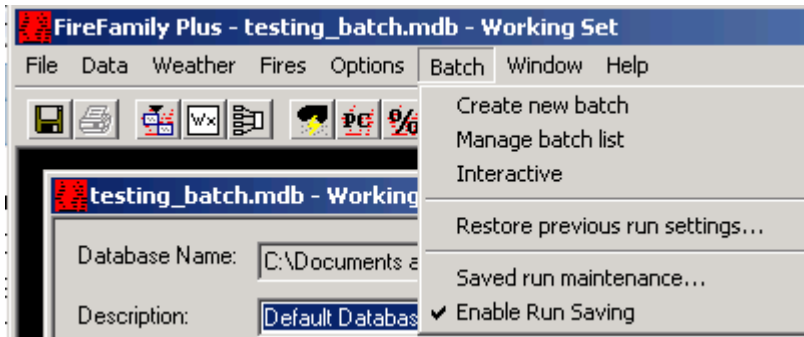 FireFamily Plus - testing_batch.mdb - Working Set
File Data Weather Fires Options Batch Window Help
Wx PC %
Create new batch
Manage batch list
Interactive
Restore previous run settings...
Saved run maintenance...
Enable Run Saving
testing_batch.mdb - Working
Database Name: C:\Documents a
Description: Default Databas